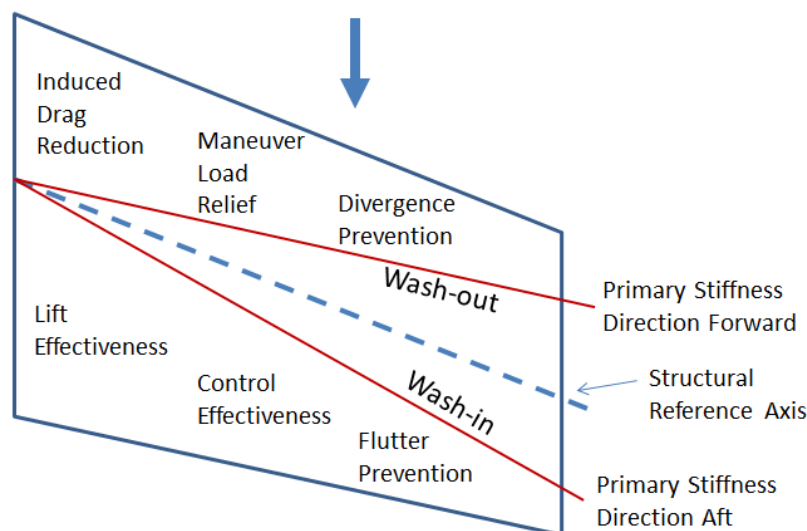 Induced
Drag
Reduction
Maneuver
Load
Relief
Divergence
Prevention
Wash-out
Primary Stiffness
Direction Forward
Lift
Effectiveness
Control
Effectiveness
Wash-in
Structural
Reference Axis
Flutter
Prevention
Primary Stiffness
Direction Aft